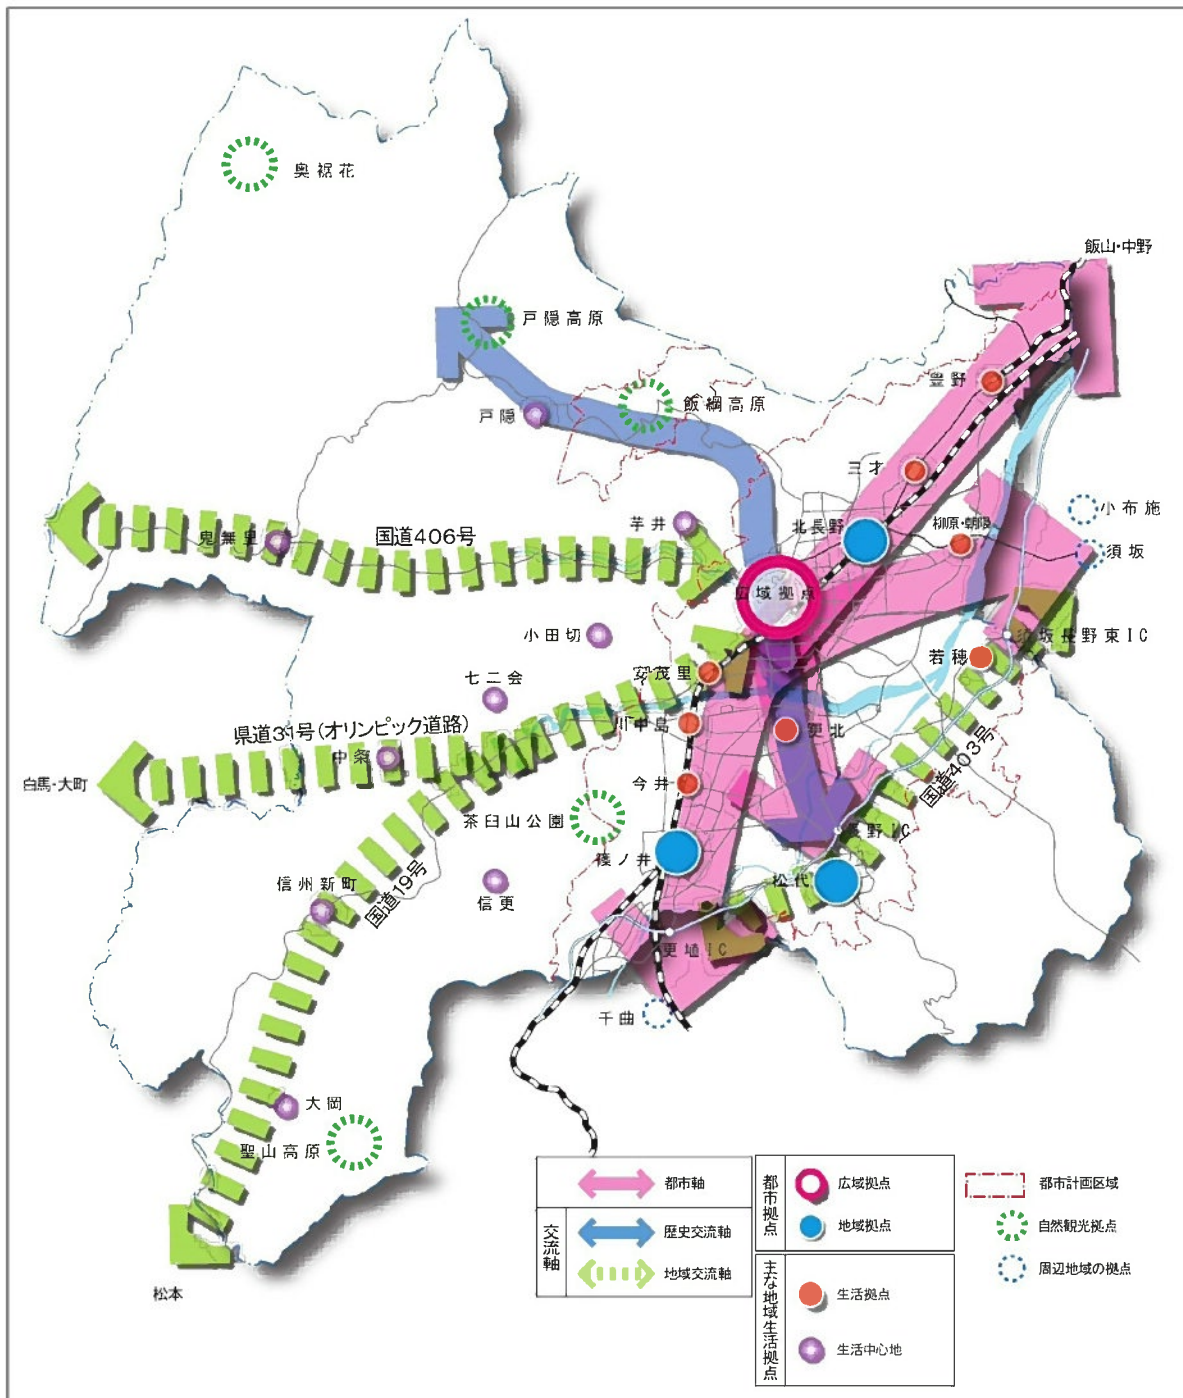 奥裾花
飯山・中野
戸隠高原
豊野
飯綱高原
戸隠
三才
小布施
芋井
北長野
柳原・朝陽
国道406号
鬼無里
須坂
広域拠点
小田切
須坂長野東IC
若穂
安茂里
七二会
川中島
更北
県道31号(オリンピック道路)
中条
国道403号
白馬・大町
今井
茶臼山公園
長野IC
篠ノ井
松代
信州新町
国道19号
信更
更埴IC
千曲
大岡
聖山高原
松本
都市軸
交流軸
歴史交流軸
地域交流軸
都市拠点
広域拠点
地域拠点
主な地域生活拠点
生活拠点
生活中心地
都市計画区域
自然観光拠点
周辺地域の拠点